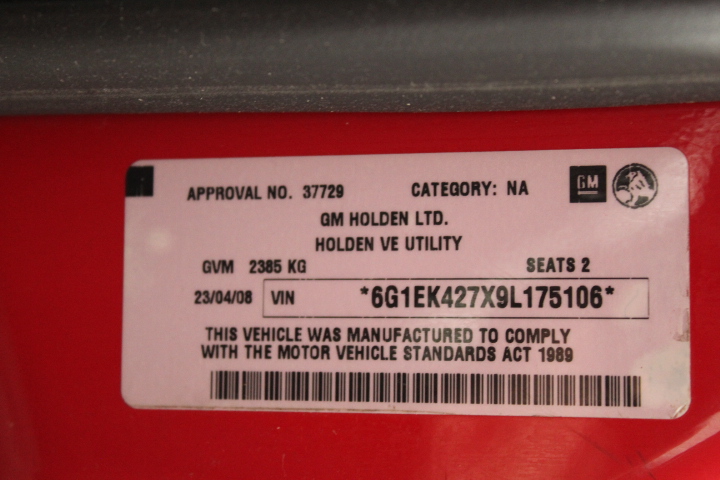 APPROVAL NO. 37729 CATEGORY: NA GM
GM HOLDEN LTD.
HOLDEN VE UTILITY
GVM 2385 KG SEATS 2
23/04/08 VIN *6G1EK427X9L175106*
THIS VEHICLE WAS MANUFACTURED TO COMPLY
WITH THE MOTOR VEHICLE STANDARDS ACT 1989